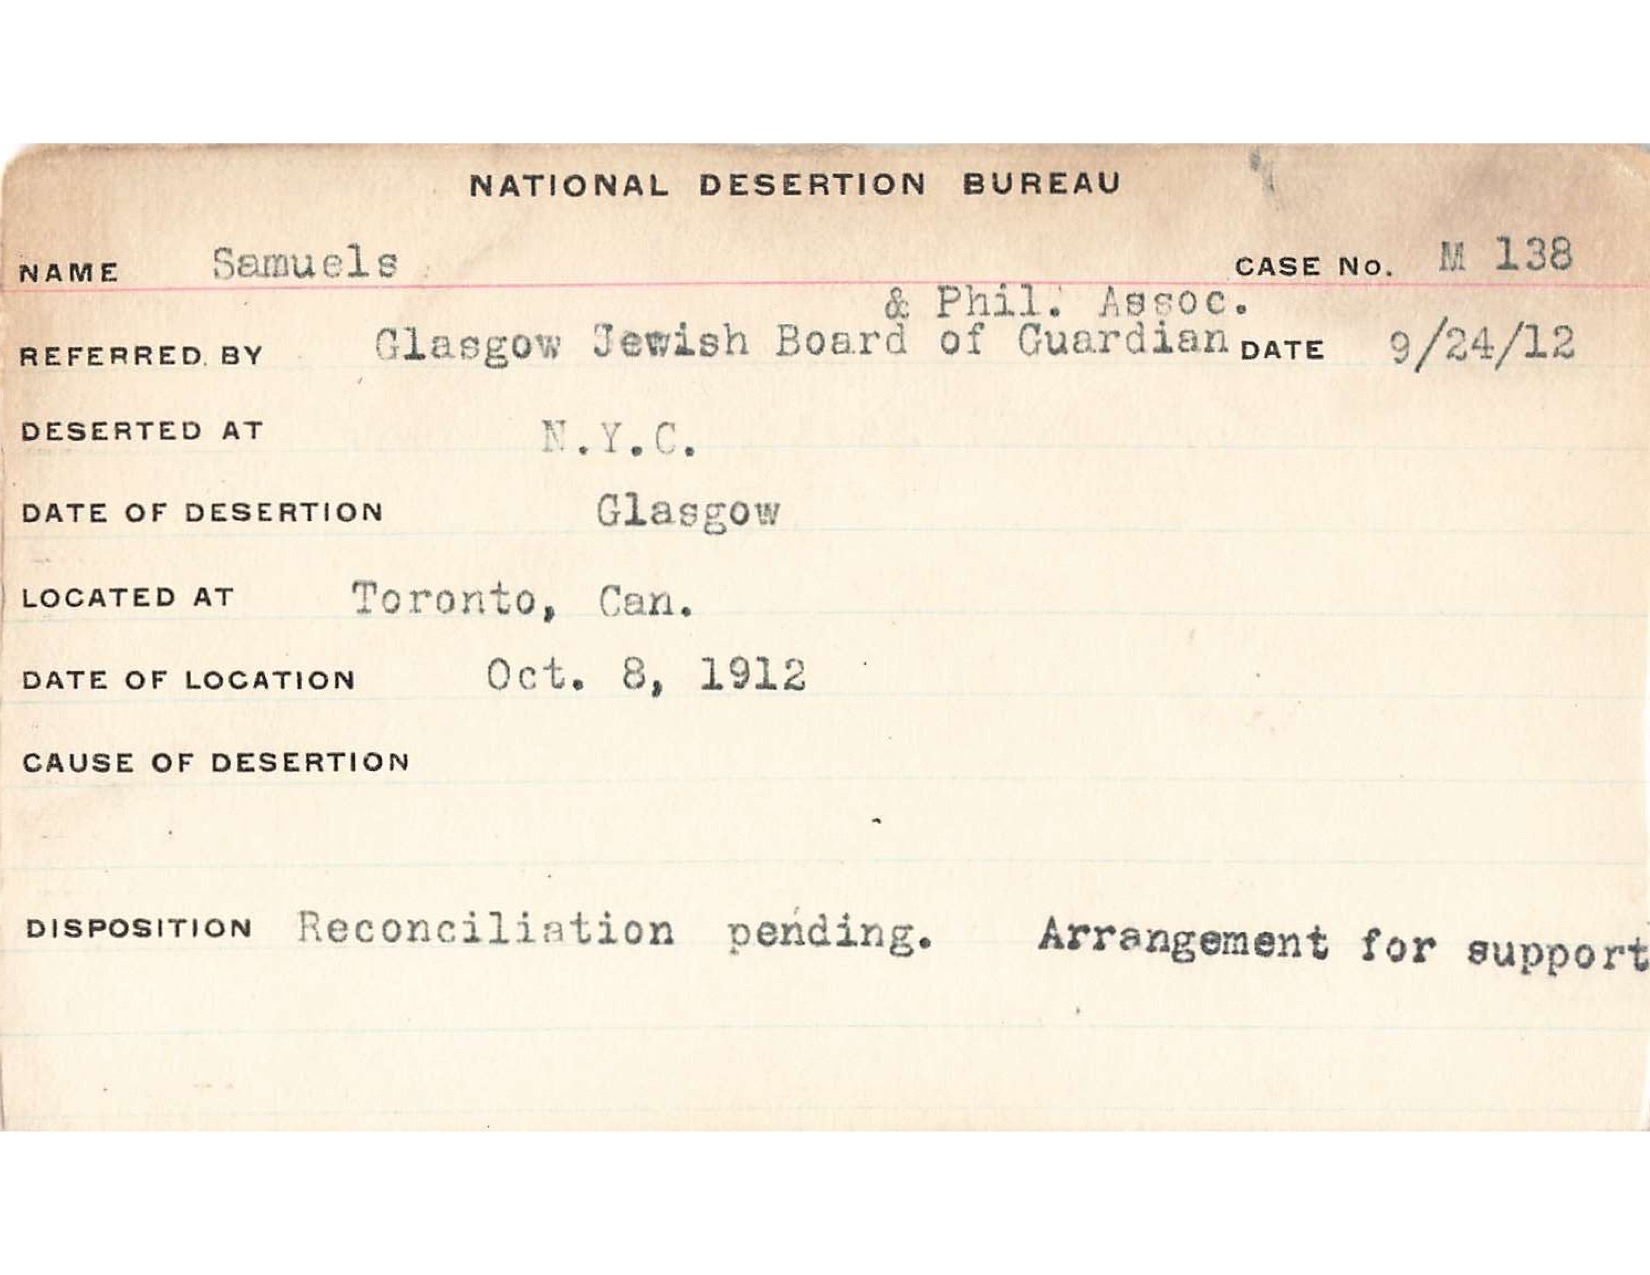 NATIONAL DESERTION BUREAU
NAME Samuels CASE No. M 138
& Phil. Assoc.
REFERRED BY Glasgow Jewish Board of Guardian DATE 9/24/12
DESERTED AT N.Y.C.
DATE OF DESERTION Glasgow
LOCATED AT Toronto, Can.
DATE OF LOCATION Oct. 8, 1912
CAUSE OF DESERTION
DISPOSITION Reconciliation pending. Arrangement for support